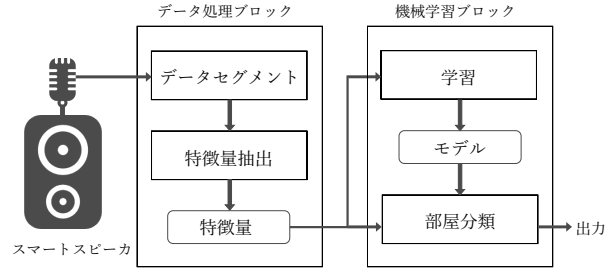 データ処理ブロック
機械学習ブロック
データセグメント
学習
特徴量抽出
モデル
特徴量
部屋分類
出力
スマートスピーカ